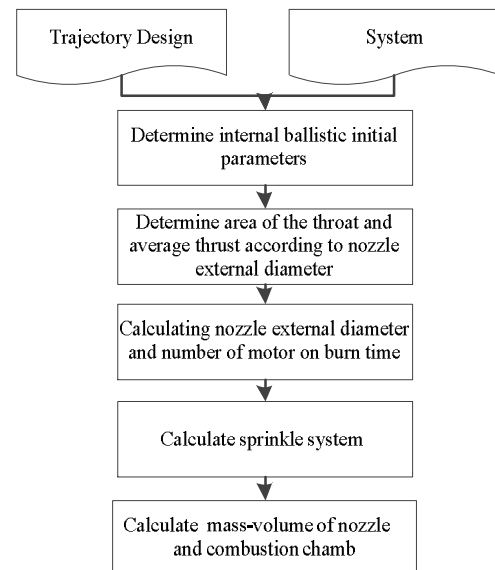 Trajectory Design
System
Determine internal ballistic initial
parameters
Determine area of the throat and
average thrust according to nozzle
external diameter
Calculating nozzle external diameter
and number of motor on burn time
Calculate sprinkle system
Calculate mass-volume of nozzle
and combustion chamb